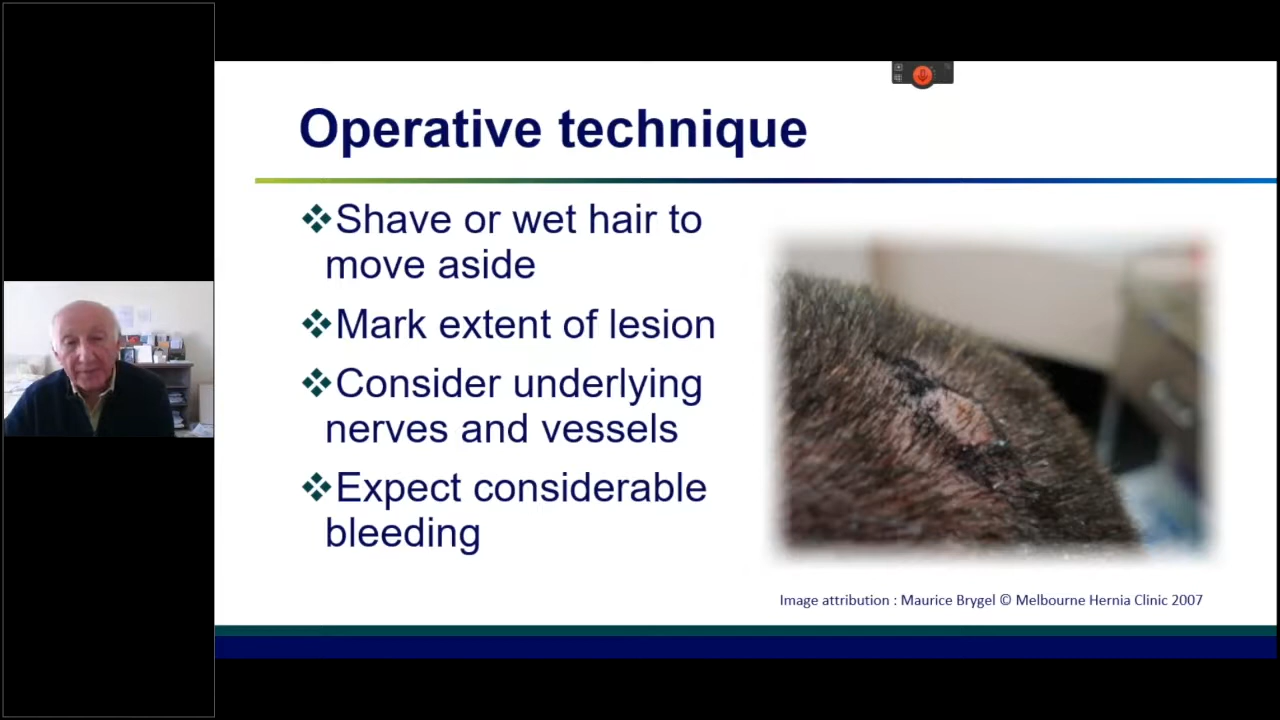 Operative technique
❖Shave or wet hair to
move aside
❖Mark extent of lesion
❖Consider underlying
nerves and vessels
❖Expect considerable
bleeding
Image attribution : Maurice Brygel © Melbourne Hernia Clinic 2007